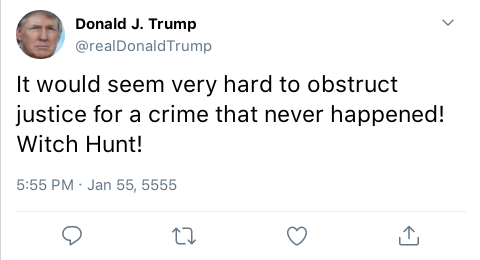 Donald J. Trump
@realDonaldTrump
It would seem very hard to obstruct
justice for a crime that never happened!
Witch Hunt!
5:55 PM · Jan 55, 5555